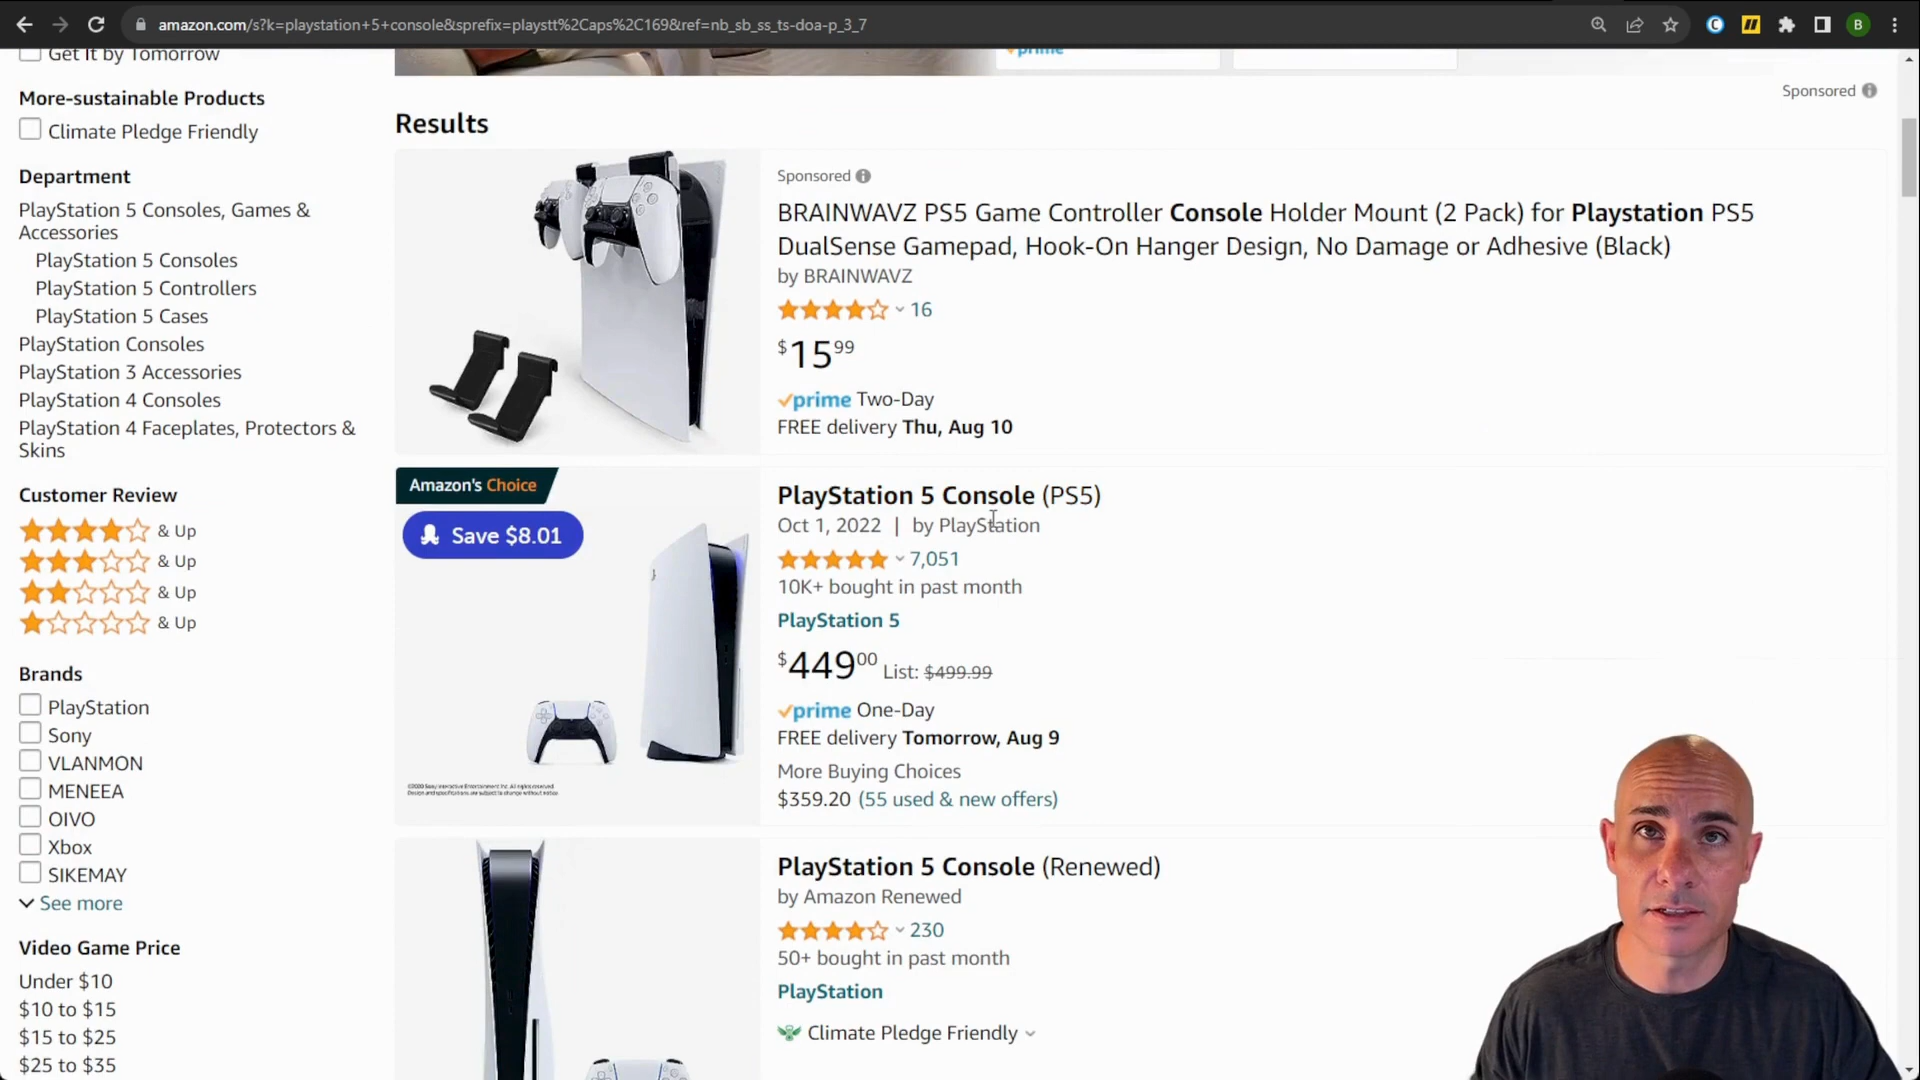 amazon.com/s?k=playstation+5+console&sprefix=playstt%2Caps%2C169&ref=nb_sb_ss_ts-doa-p_3_7
B
Get It by Tomorrow
More-sustainable Products
Climate Pledge Friendly
Department
PlayStation 5 Consoles, Games &
Accessories
PlayStation 5 Consoles
PlayStation 5 Controllers
PlayStation 5 Cases
PlayStation Consoles
PlayStation 3 Accessories
PlayStation 4 Consoles
PlayStation 4 Faceplates, Protectors &
Skins
Customer Review
& Up
& Up
& Up
& Up
Brands
PlayStation
Sony
VLANMON
MENEEA
OIVO
Xbox
SIKEMAY
See more
Video Game Price
Under $10
$10 to $15
$15 to $25
$25 to $35
prime
Sponsored
Results
Sponsored
BRAINWAVZ PS5 Game Controller Console Holder Mount (2 Pack) for Playstation PS5
DualSense Gamepad, Hook-On Hanger Design, No Damage or Adhesive (Black)
by BRAINWAVZ
16
$15 99
prime Two-Day
FREE delivery Thu, Aug 10
Amazon's Choice
Save $8.01
PlayStation 5 Console (PS5)
Oct 1, 2022 | by PlayStation
7,051
10K+ bought in past month
PlayStation 5
$449 00 List: $499.99
prime One-Day
FREE delivery Tomorrow, Aug 9
More Buying Choices
$359.20 (55 used & new offers)
PlayStation 5 Console (Renewed)
by Amazon Renewed
230
50+ bought in past month
PlayStation
Climate Pledge Friendly